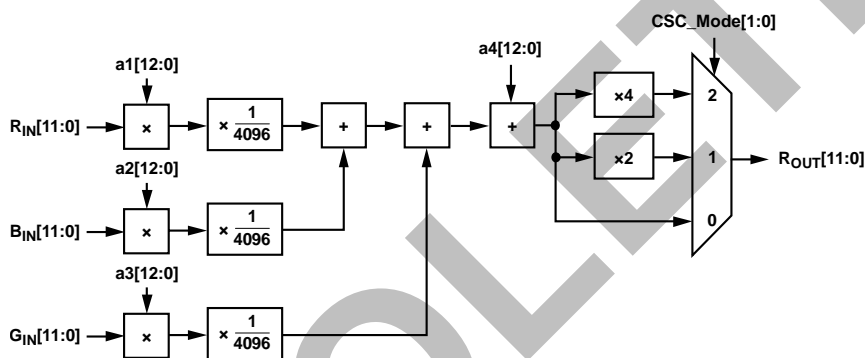 CSC_Mode[1:0]
a1[12:0]
a4[12:0]
×4
2
R_IN[11:0]
×
× 1/4096
+
+
+
×2
1
R_OUT[11:0]
a2[12:0]
0
B_IN[11:0]
×
× 1/4096
a3[12:0]
G_IN[11:0]
×
× 1/4096